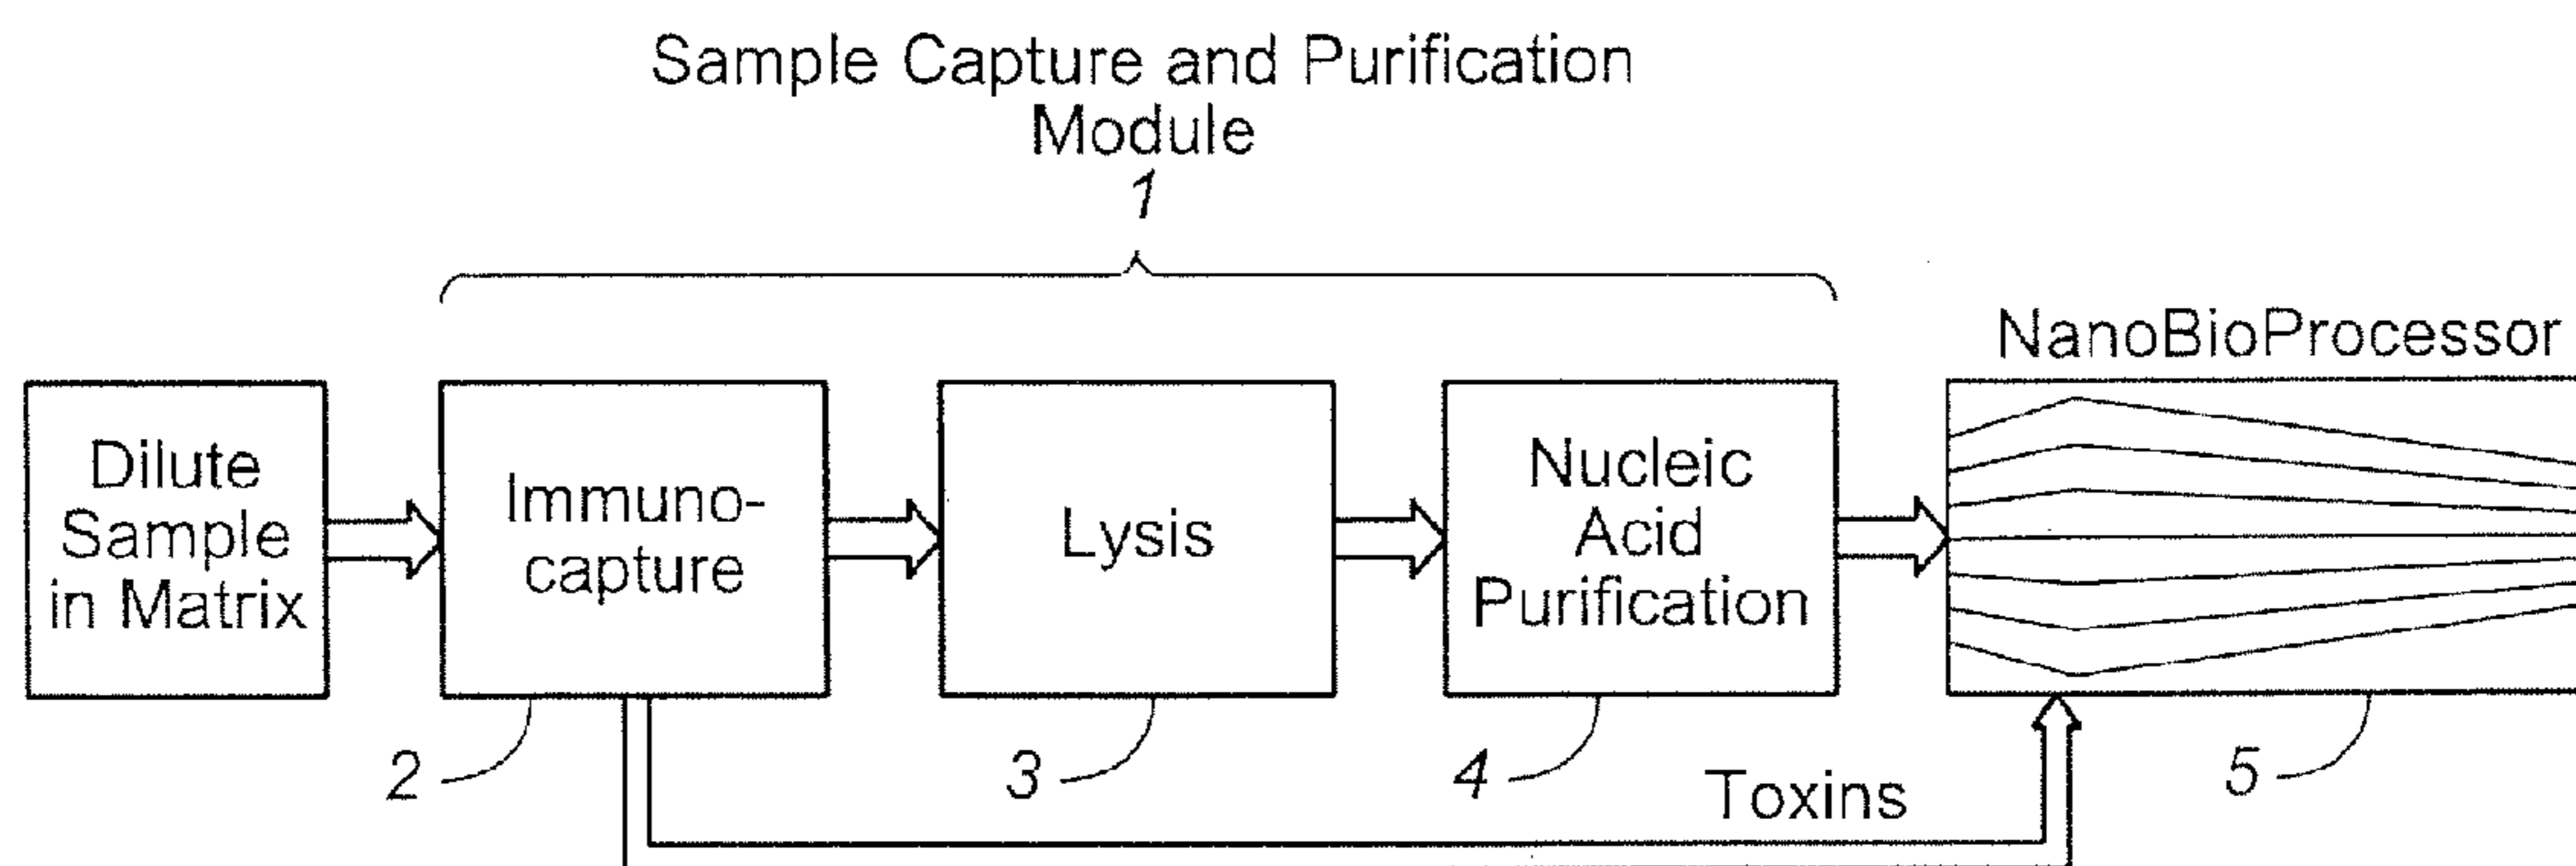 Sample Capture and Purification
Module
1
NanoBioProcessor
Dilute
Sample
in Matrix
Immuno-
capture
Lysis
Nucleic
Acid
Purification
2
3
4
5
Toxins